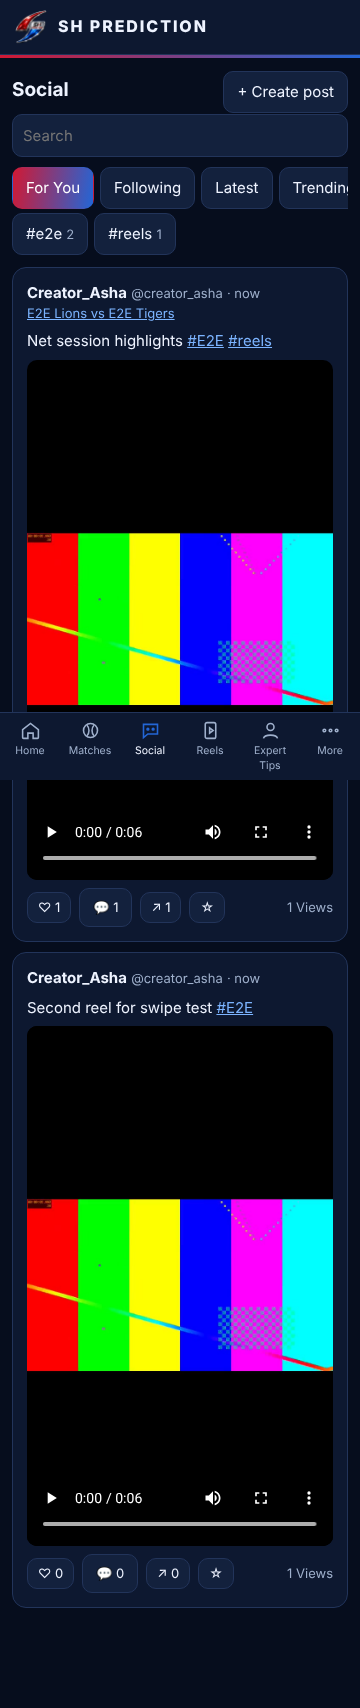 SH PREDICTION
Social
+ Create post
Search
For You
Following
Latest
Trending
#e2e 2
#reels 1
Creator_Asha @creator_asha · now
E2E Lions vs E2E Tigers
Net session highlights #E2E #reels
Home
Matches
Social
Reels
Expert
Tips
More
0:00 / 0:06
♡ 1
💬 1
↗ 1
☆
1 Views
Creator_Asha @creator_asha · now
Second reel for swipe test #E2E
0:00 / 0:06
♡ 0
💬 0
↗ 0
☆
1 Views